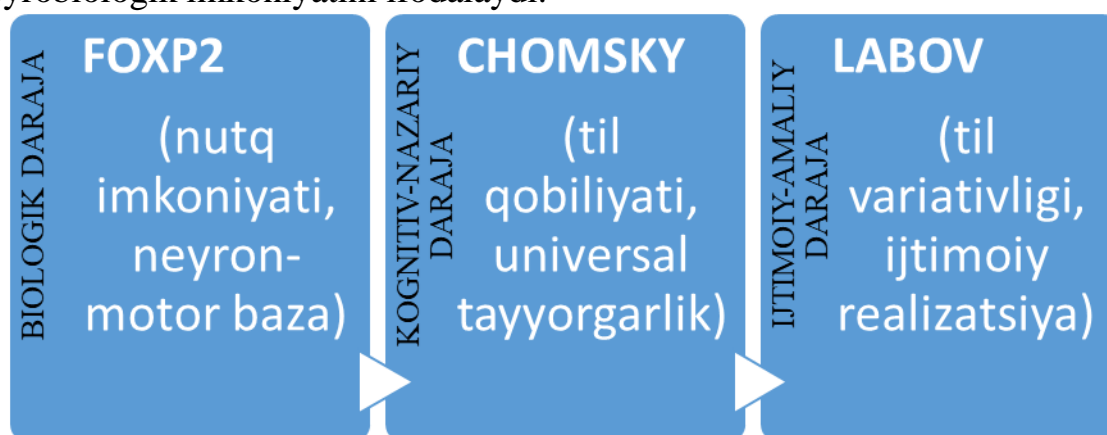 BIOLOGIK DARAJA
FOXP2
(nutq
imkoniyati,
neyron-
motor baza)
KOGNITIV-NAZARIY
DARAJA
CHOMSKY
(til
qobiliyati,
universal
tayyorgarlik)
IJTIMOIY-AMALIY
DARAJA
LABOV
(til
variativligi,
ijtimoiy
realizatsiya)